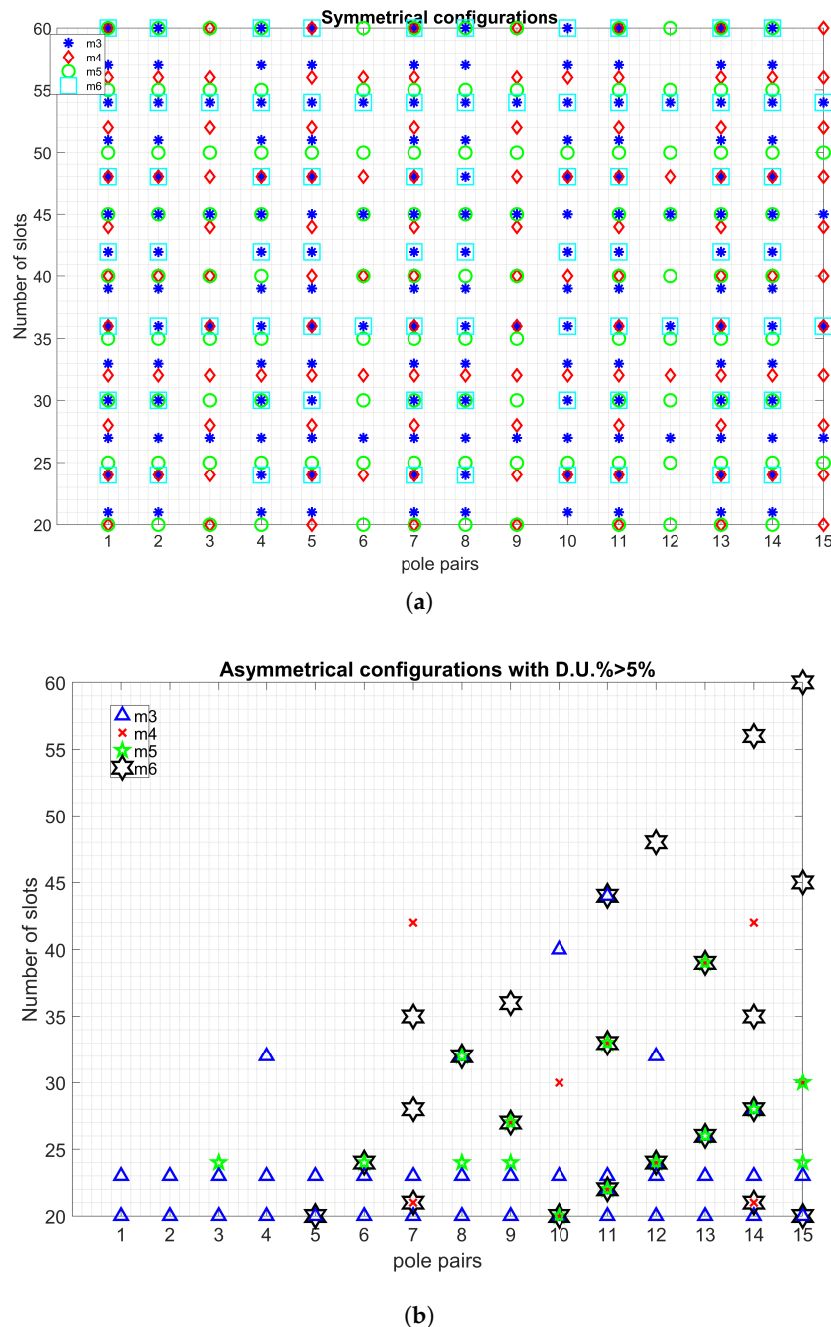 Symmetrical configurations
60
55
50
45
40
35
30
25
20
Number of slots
m3
m4
m5
m6
1 2 3 4 5 6 7 8 9 10 11 12 13 14 15
pole pairs
(a)
Asymmetrical configurations with D.U.%>5%
60
55
50
45
40
35
30
25
20
Number of slots
m3
m4
m5
m6
1 2 3 4 5 6 7 8 9 10 11 12 13 14 15
pole pairs
(b)